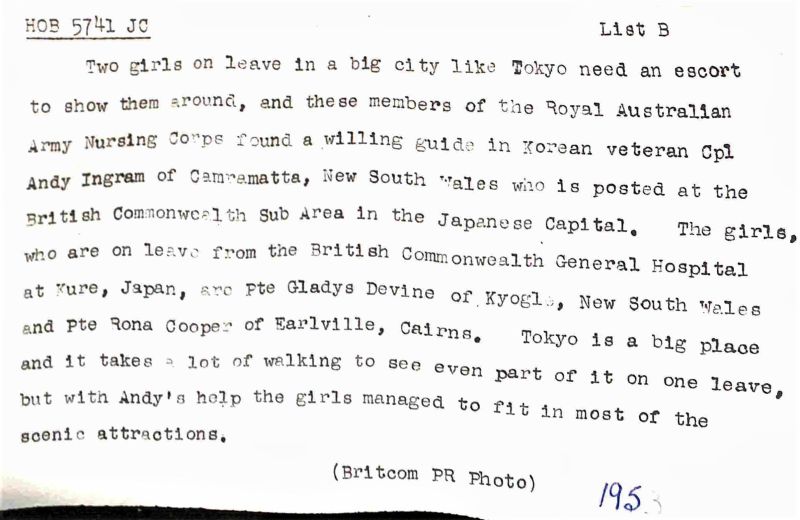 HOB 5741 JC
List B
Two girls on leave in a big city like Tokyo need an escort
to show them around, and these members of the Royal Australian
Army Nursing Corps found a willing guide in Korean veteran Cpl
Andy Ingram of Camramatta, New South Wales who is posted at the
British Commonwealth Sub Area in the Japanese Capital. The girls,
who are on leave from the British Commonwealth General Hospital
at Kure, Japan, are Pte Gladys Devine of Kyogle, New South Wales
and Pte Rona Cooper of Earlville, Cairns. Tokyo is a big place
and it takes a lot of walking to see even part of it on one leave,
but with Andy's help the girls managed to fit in most of the
scenic attractions.
(Britcom PR Photo)
1953